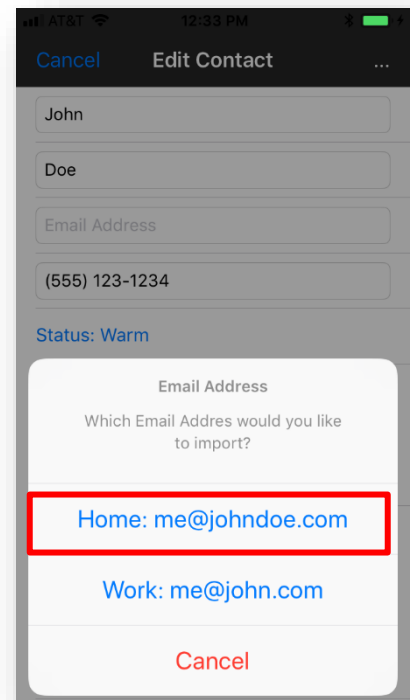 AT&T 12:33 PM
Cancel Edit Contact ...
John
Doe
Email Address
(555) 123-1234
Status: Warm
Email Address
Which Email Addres would you like
to import?
Home: me@johndoe.com
Work: me@john.com
Cancel